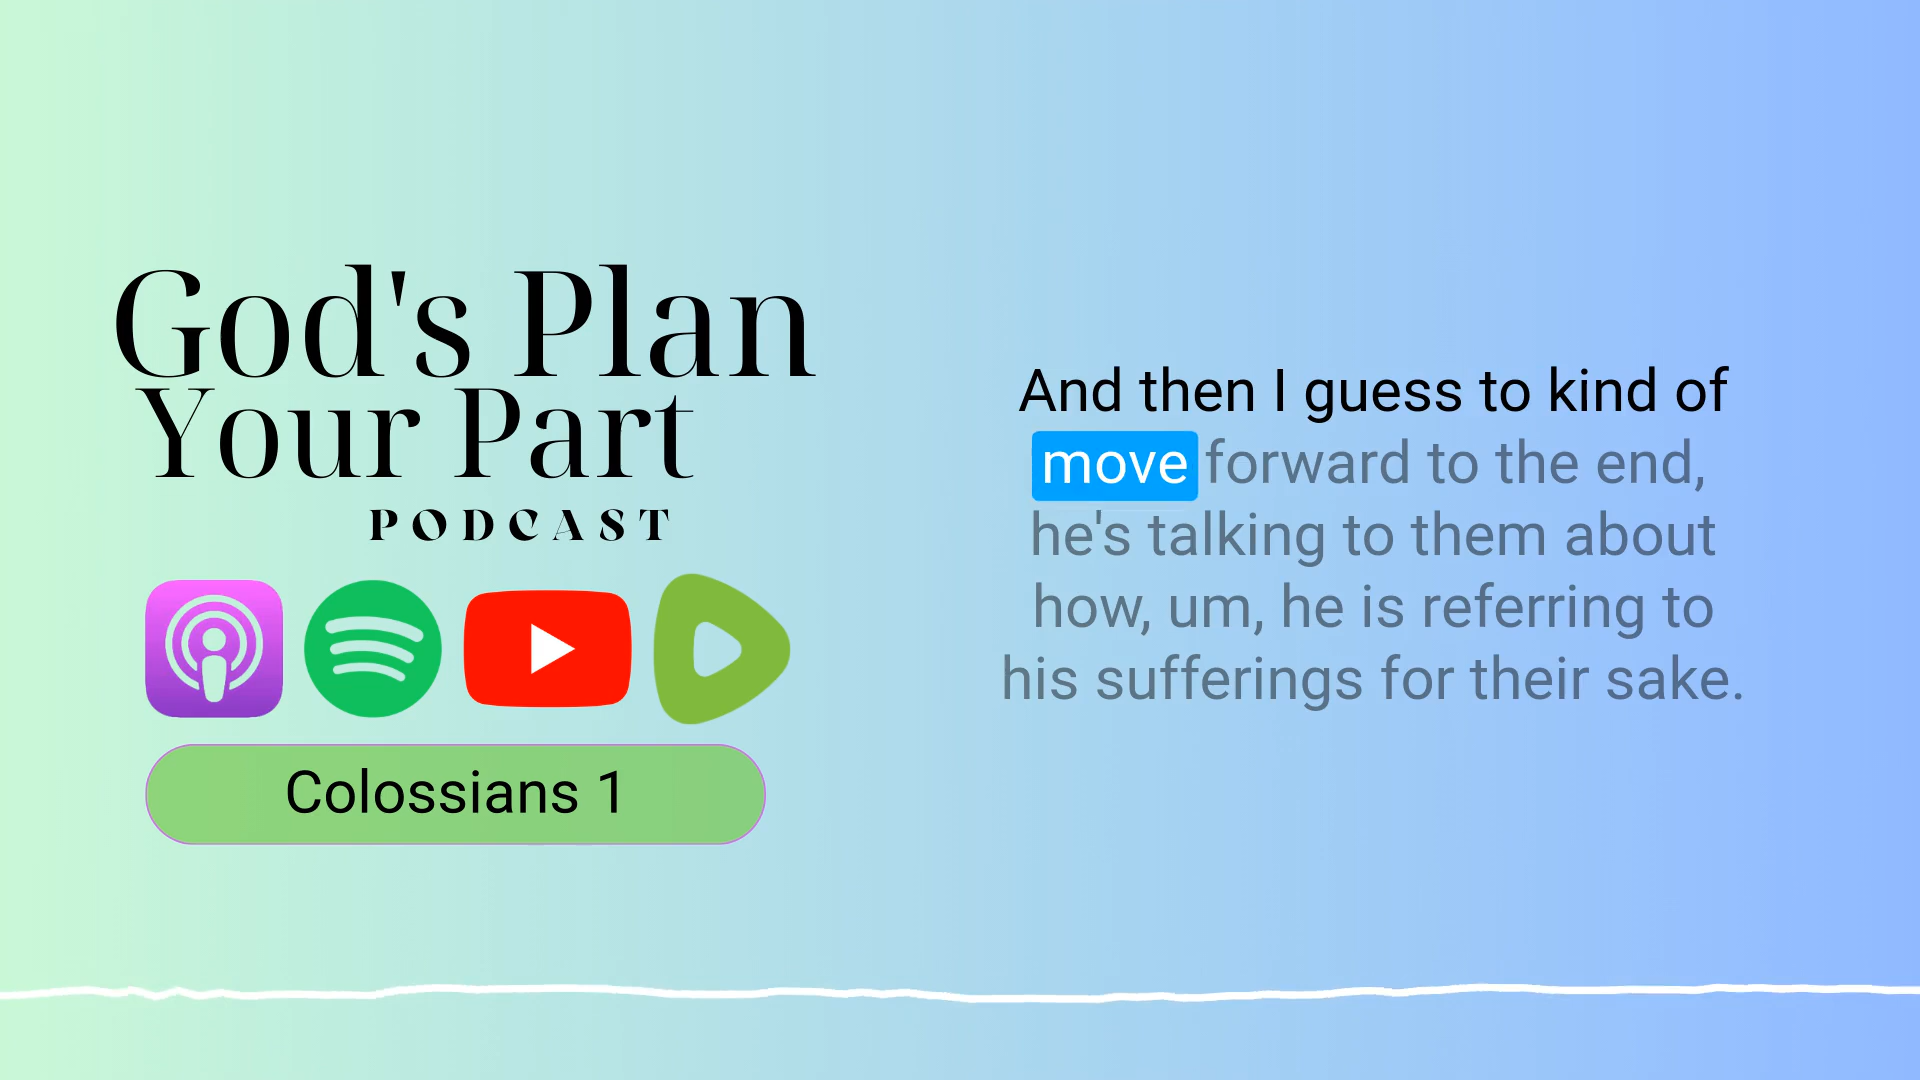 God's Plan
Your Part
PODCAST
Colossians 1
And then I guess to kind of
move forward to the end,
he's talking to them about
how, um, he is referring to
his sufferings for their sake.